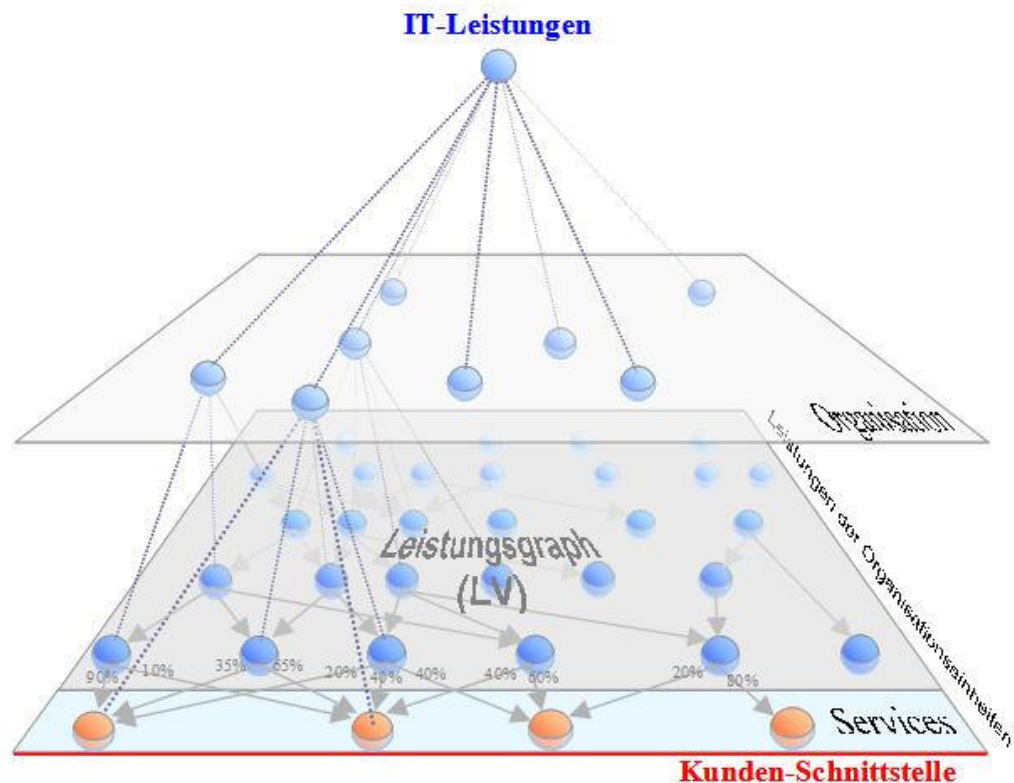 IT-Leistungen
Organisation
Leistungen der Organisationseinheiten
Leistungsgraph
(LV)
90% 10% 35% 65% 20% 40% 40% 40% 60% 20% 80%
Services
Kunden-Schnittstelle